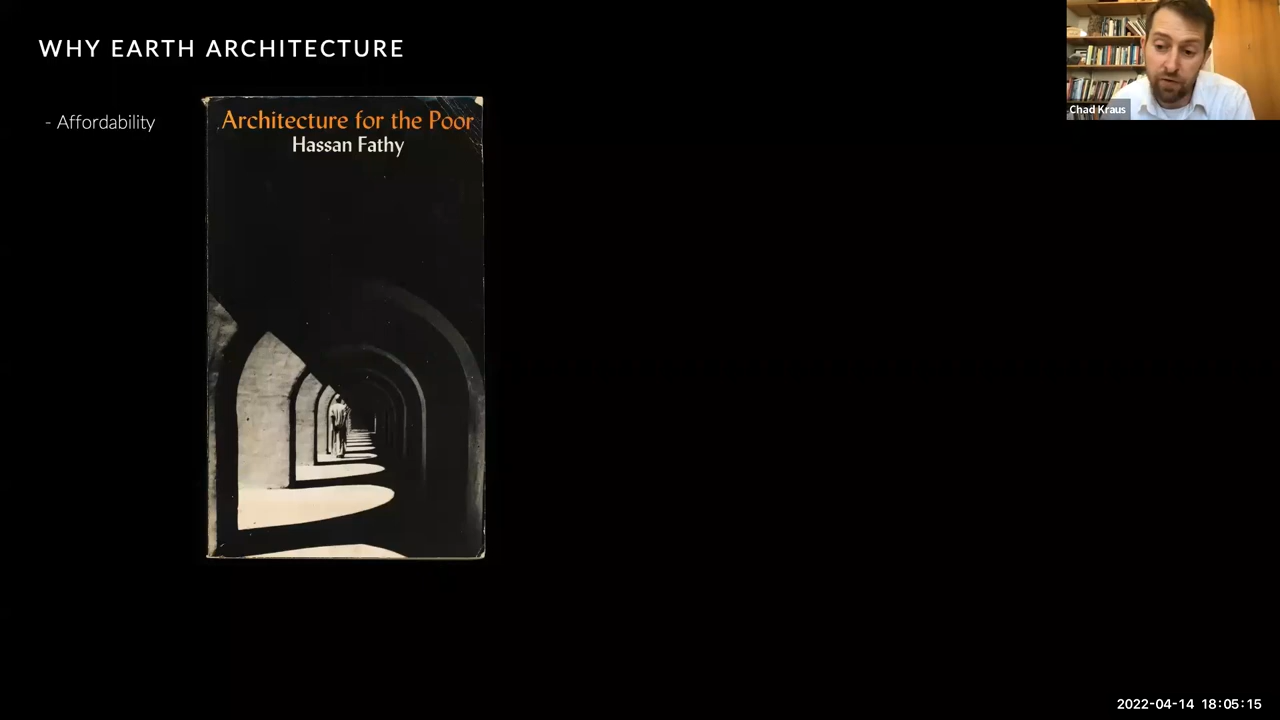 WHY EARTH ARCHITECTURE
- Affordability
Architecture for the Poor
Hassan Fathy
Chad Kraus
2022-04-14 18:05:15